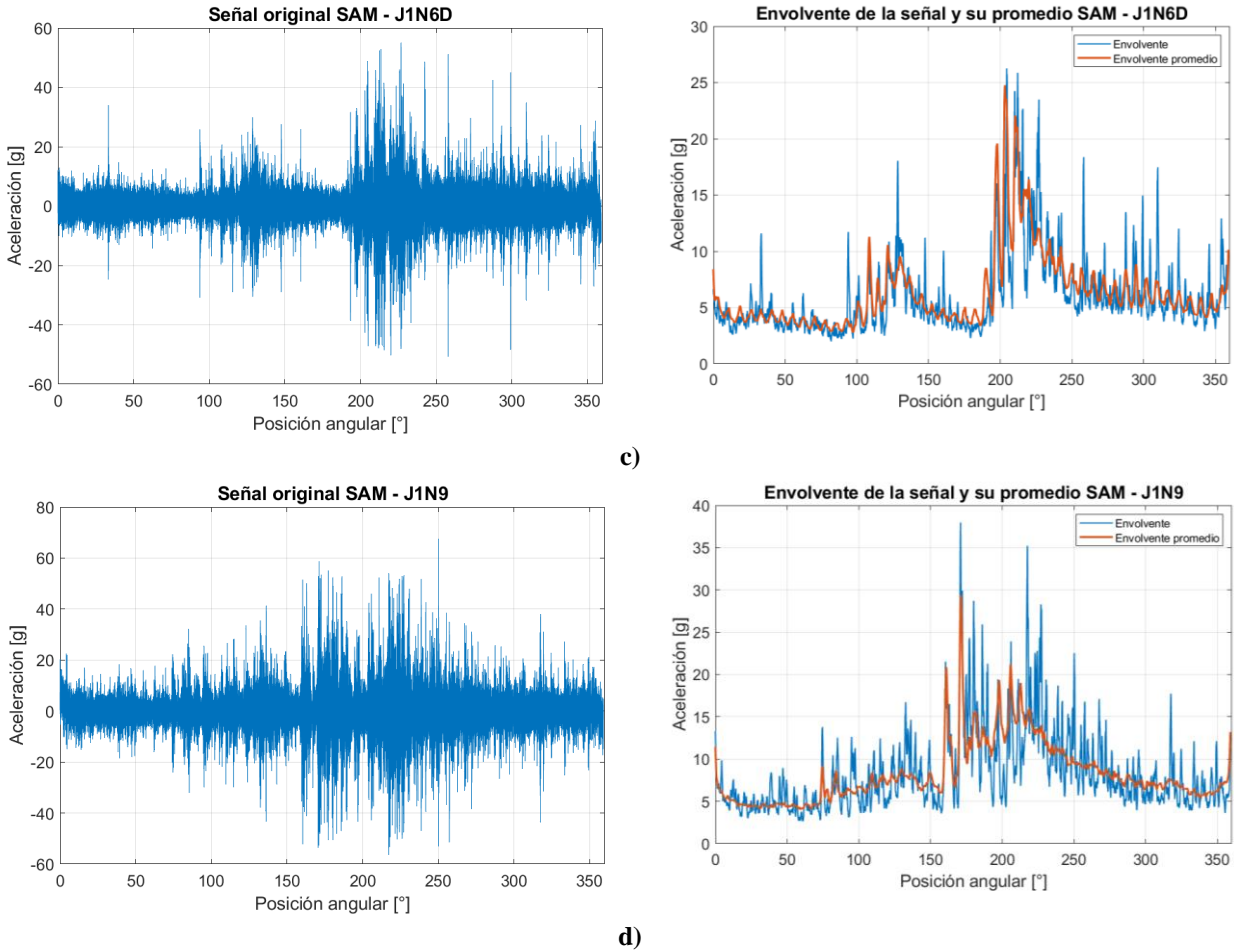 Señal original SAM - J1N6D
Aceleración [g]
60
40
20
0
-20
-40
-60
0 50 100 150 200 250 300 350
Posición angular [°]
Envolvente de la señal y su promedio SAM - J1N6D
Envolvente
Envolvente promedio
Aceleración [g]
30
25
20
15
10
5
0
0 50 100 150 200 250 300 350
Posición angular [°]
c)
Señal original SAM - J1N9
Aceleración [g]
80
60
40
20
0
-20
-40
-60
0 50 100 150 200 250 300 350
Posición angular [°]
Envolvente de la señal y su promedio SAM - J1N9
Envolvente
Envolvente promedio
Aceleración [g]
40
35
30
25
20
15
10
5
0
0 50 100 150 200 250 300 350
Posición angular [°]
d)